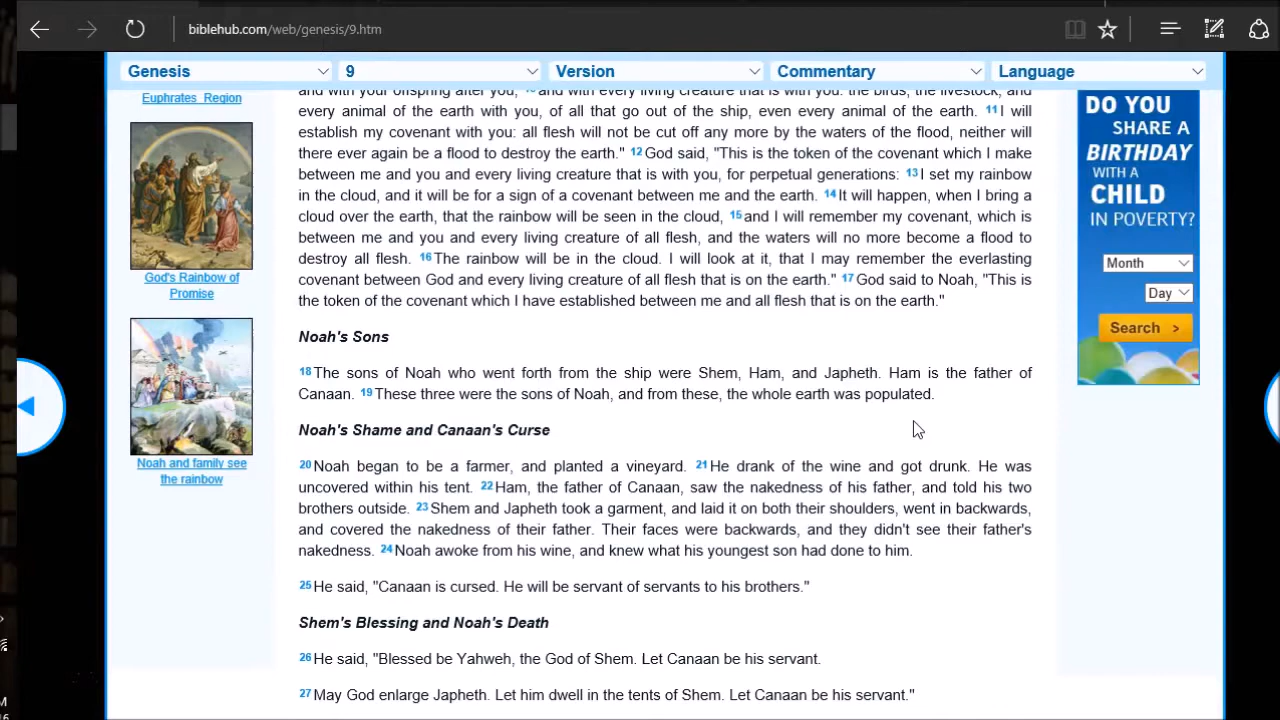 biblehub.com/web/genesis/9.htm
Genesis 9 Version Commentary Language
Euphrates Region
God's Rainbow of
Promise
Noah and family see
the rainbow
and with your offspring after you, and with every living creature that is with you: the birds, the livestock, and
every animal of the earth with you, of all that go out of the ship, even every animal of the earth. 11 I will
establish my covenant with you: all flesh will not be cut off any more by the waters of the flood, neither will
there ever again be a flood to destroy the earth." 12 God said, "This is the token of the covenant which I make
between me and you and every living creature that is with you, for perpetual generations: 13 I set my rainbow
in the cloud, and it will be for a sign of a covenant between me and the earth. 14 It will happen, when I bring a
cloud over the earth, that the rainbow will be seen in the cloud, 15 and I will remember my covenant, which is
between me and you and every living creature of all flesh, and the waters will no more become a flood to
destroy all flesh. 16 The rainbow will be in the cloud. I will look at it, that I may remember the everlasting
covenant between God and every living creature of all flesh that is on the earth." 17 God said to Noah, "This is
the token of the covenant which I have established between me and all flesh that is on the earth."
Noah's Sons
18 The sons of Noah who went forth from the ship were Shem, Ham, and Japheth. Ham is the father of
Canaan. 19 These three were the sons of Noah, and from these, the whole earth was populated.
Noah's Shame and Canaan's Curse
20 Noah began to be a farmer, and planted a vineyard. 21 He drank of the wine and got drunk. He was
uncovered within his tent. 22 Ham, the father of Canaan, saw the nakedness of his father, and told his two
brothers outside. 23 Shem and Japheth took a garment, and laid it on both their shoulders, went in backwards,
and covered the nakedness of their father. Their faces were backwards, and they didn't see their father's
nakedness. 24 Noah awoke from his wine, and knew what his youngest son had done to him.
25 He said, "Canaan is cursed. He will be servant of servants to his brothers."
Shem's Blessing and Noah's Death
26 He said, "Blessed be Yahweh, the God of Shem. Let Canaan be his servant.
27 May God enlarge Japheth. Let him dwell in the tents of Shem. Let Canaan be his servant."
DO YOU
SHARE A
BIRTHDAY
WITH A
CHILD
IN POVERTY?
Month
Day
Search >